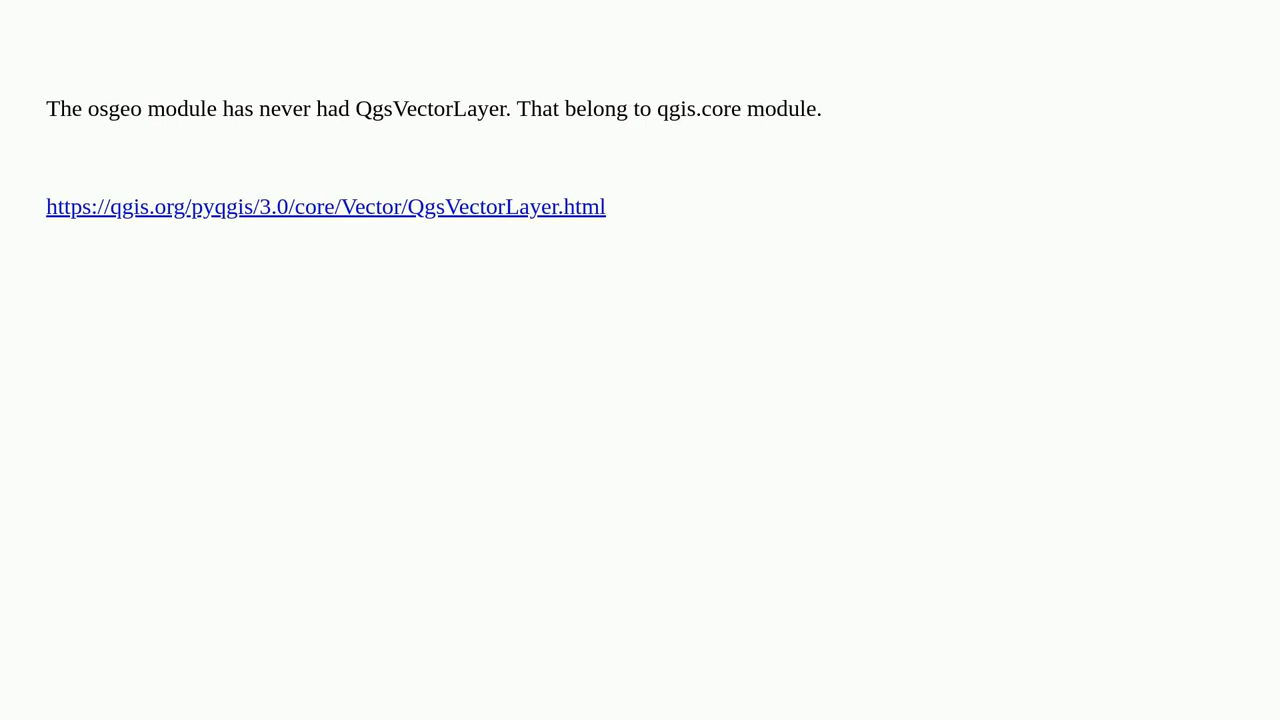 The osgeo module has never had QgsVectorLayer. That belong to qgis.core module.
https://qgis.org/pyqgis/3.0/core/Vector/QgsVectorLayer.html